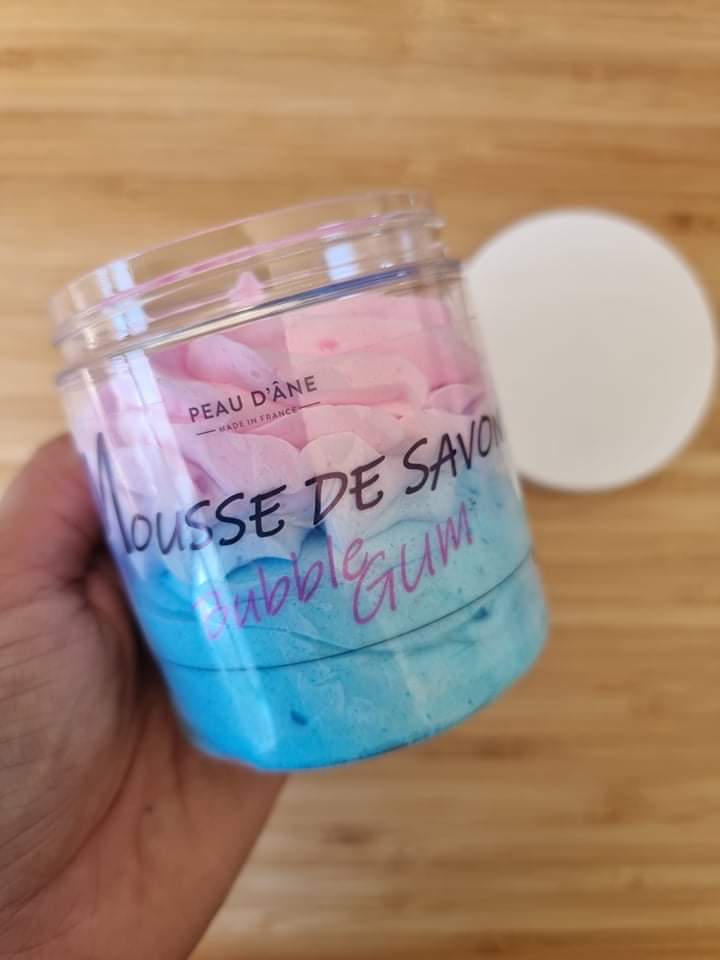 PEAU D'ÂNE
MADE IN FRANCE
MOUSSE DE SAVON
Bubble
GUM